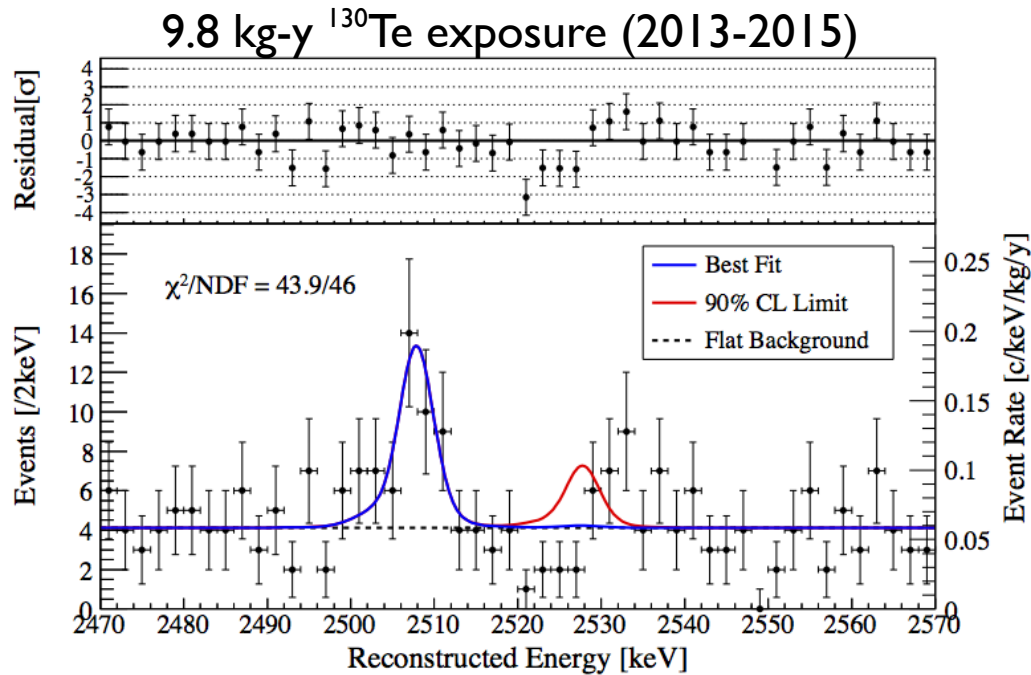 9.8 kg-y ¹³⁰Te exposure (2013-2015)
Residual[σ]
4
3
2
1
0
-1
-2
-3
-4
χ²/NDF = 43.9/46
Best Fit
90% CL Limit
Flat Background
Events [/2keV]
18
16
14
12
10
8
6
4
2
0
Event Rate [c/keV/kg/y]
0.25
0.2
0.15
0.1
0.05
0
2470 2480 2490 2500 2510 2520 2530 2540 2550 2560 2570
Reconstructed Energy [keV]